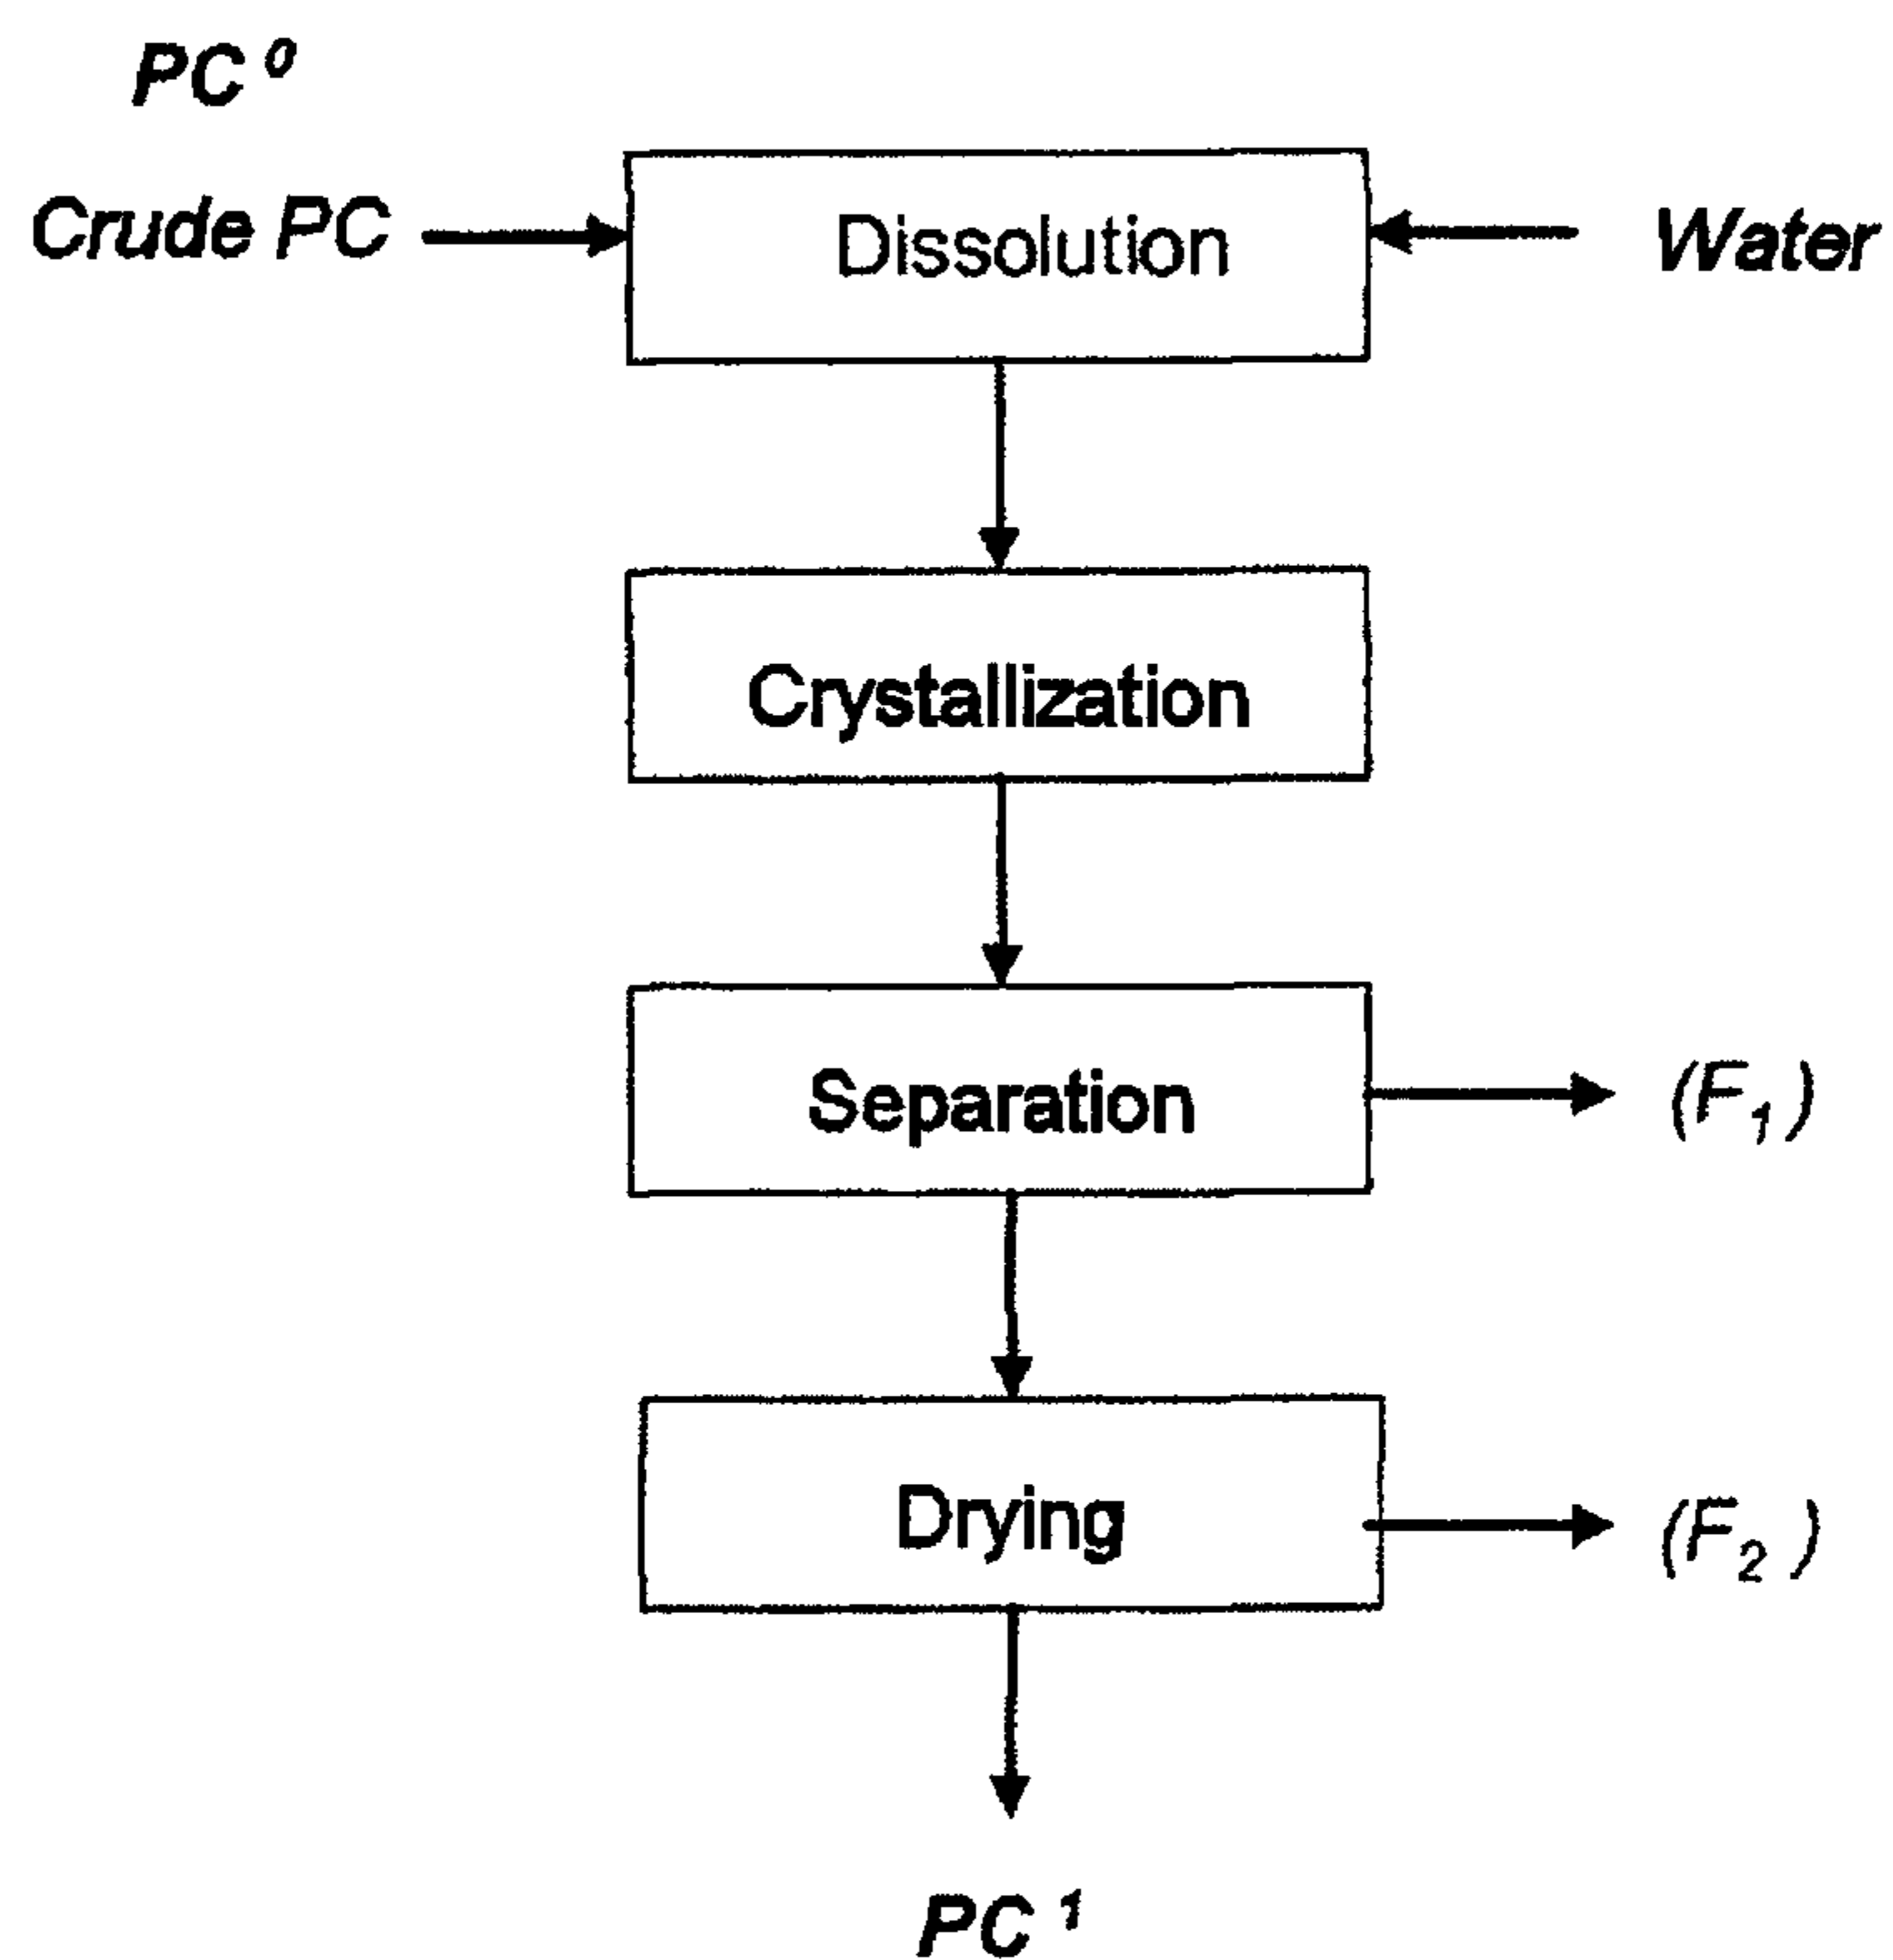 PC⁰
Crude PC
Dissolution
Water
Crystallization
Separation
(F₁)
Drying
(F₂)
PC¹